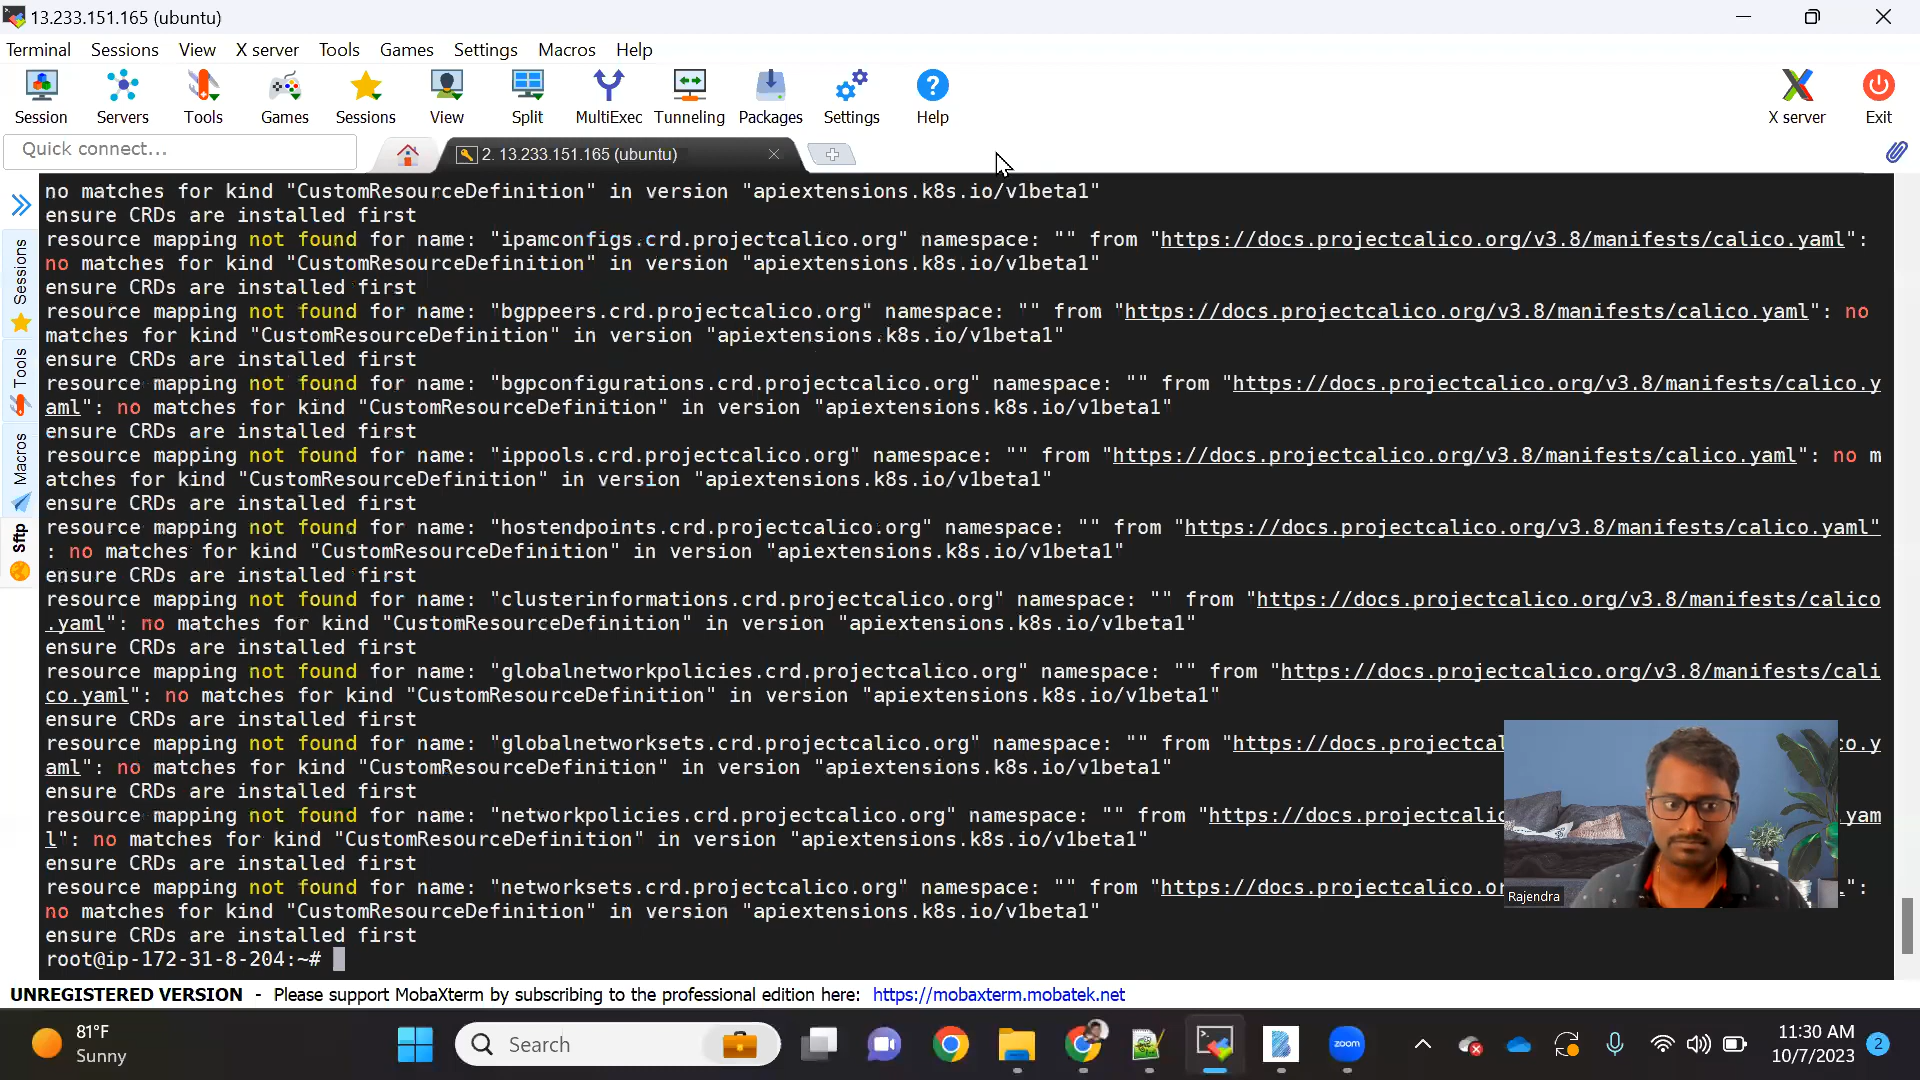 13.233.151.165 (ubuntu)
Terminal Sessions View X server Tools Games Settings Macros Help
Session Servers Tools Games Sessions View Split MultiExec Tunneling Packages Settings Help X server Exit
Quick connect...
2. 13.233.151.165 (ubuntu)
Sessions
Tools
Macros
Sftp
no matches for kind "CustomResourceDefinition" in version "apiextensions.k8s.io/v1beta1"
ensure CRDs are installed first
resource mapping not found for name: "ipamconfigs.crd.projectcalico.org" namespace: "" from "https://docs.projectcalico.org/v3.8/manifests/calico.yaml":
no matches for kind "CustomResourceDefinition" in version "apiextensions.k8s.io/v1beta1"
ensure CRDs are installed first
resource mapping not found for name: "bgppeers.crd.projectcalico.org" namespace: "" from "https://docs.projectcalico.org/v3.8/manifests/calico.yaml": no
matches for kind "CustomResourceDefinition" in version "apiextensions.k8s.io/v1beta1"
ensure CRDs are installed first
resource mapping not found for name: "bgpconfigurations.crd.projectcalico.org" namespace: "" from "https://docs.projectcalico.org/v3.8/manifests/calico.y
aml": no matches for kind "CustomResourceDefinition" in version "apiextensions.k8s.io/v1beta1"
ensure CRDs are installed first
resource mapping not found for name: "ippools.crd.projectcalico.org" namespace: "" from "https://docs.projectcalico.org/v3.8/manifests/calico.yaml": no m
atches for kind "CustomResourceDefinition" in version "apiextensions.k8s.io/v1beta1"
ensure CRDs are installed first
resource mapping not found for name: "hostendpoints.crd.projectcalico.org" namespace: "" from "https://docs.projectcalico.org/v3.8/manifests/calico.yaml"
: no matches for kind "CustomResourceDefinition" in version "apiextensions.k8s.io/v1beta1"
ensure CRDs are installed first
resource mapping not found for name: "clusterinformations.crd.projectcalico.org" namespace: "" from "https://docs.projectcalico.org/v3.8/manifests/calico
.yaml": no matches for kind "CustomResourceDefinition" in version "apiextensions.k8s.io/v1beta1"
ensure CRDs are installed first
resource mapping not found for name: "globalnetworkpolicies.crd.projectcalico.org" namespace: "" from "https://docs.projectcalico.org/v3.8/manifests/cali
co.yaml": no matches for kind "CustomResourceDefinition" in version "apiextensions.k8s.io/v1beta1"
ensure CRDs are installed first
resource mapping not found for name: "globalnetworksets.crd.projectcalico.org" namespace: "" from "https://docs.projectcal co.y
aml": no matches for kind "CustomResourceDefinition" in version "apiextensions.k8s.io/v1beta1"
ensure CRDs are installed first
resource mapping not found for name: "networkpolicies.crd.projectcalico.org" namespace: "" from "https://docs.projectcalic yam
l": no matches for kind "CustomResourceDefinition" in version "apiextensions.k8s.io/v1beta1"
ensure CRDs are installed first
resource mapping not found for name: "networksets.crd.projectcalico.org" namespace: "" from "https://docs.projectcalico.or l":
no matches for kind "CustomResourceDefinition" in version "apiextensions.k8s.io/v1beta1"
ensure CRDs are installed first
root@ip-172-31-8-204:~#
Rajendra
UNREGISTERED VERSION - Please support MobaXterm by subscribing to the professional edition here: https://mobaxterm.mobatek.net
81°F
Sunny
Search
zoom
11:30 AM
10/7/2023
2